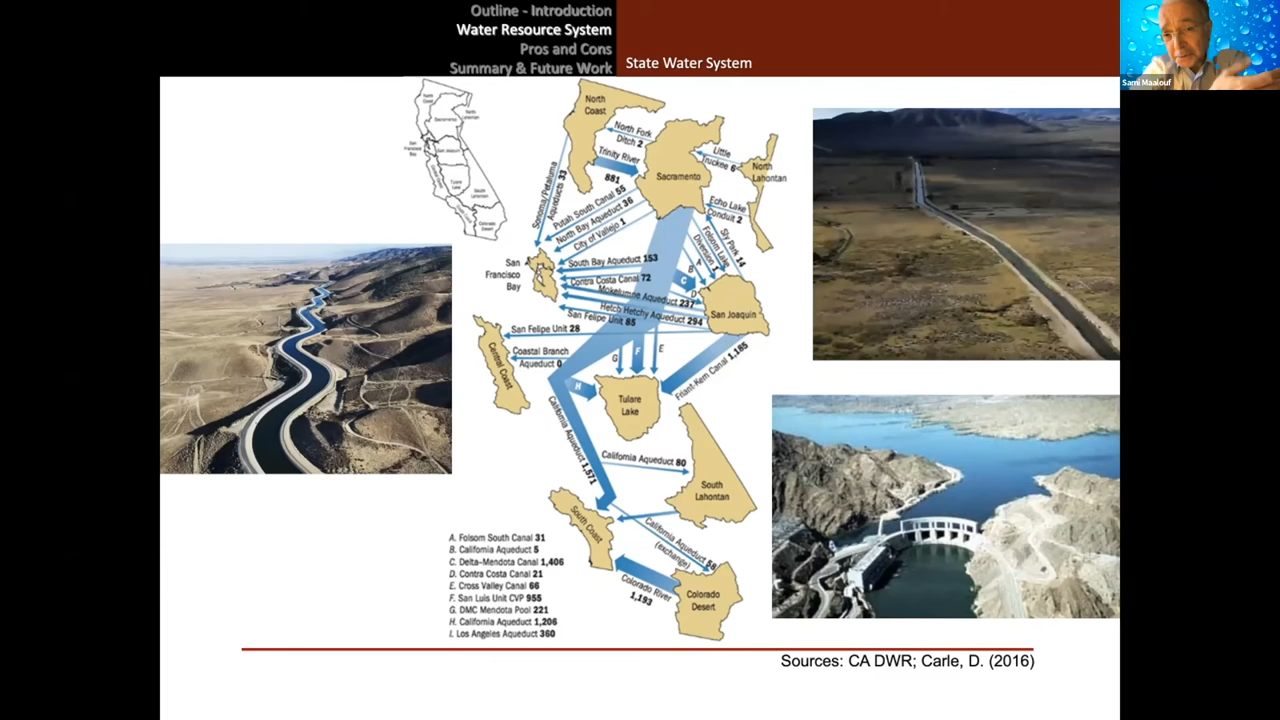 Outline - Introduction
Water Resource System
Pros and Cons
Summary & Future Work
State Water System
Sami Maalouf
North
Coast
North Fork
Ditch 2
Trinity River
881
Sacramento
Little
Truckee 6
North
Lahontan
Echo Lake
Conduit 2
Sly Park 14
Folsom Lake
Diversion 1
Sonoma/Petaluma
Aqueducts 33
Putah South Canal 55
North Bay Aqueduct 36
City of Vallejo 1
San
Francisco
Bay
South Bay Aqueduct 153
Contra Costa Canal 72
Mokelumne Aqueduct 237
Hetch Hetchy Aqueduct 294
San Felipe Unit 85
A
B
C
D
San Joaquin
San Felipe Unit 28
Central Coast
Coastal Branch
Aqueduct 0
G
F
E
H
Friant-Kern Canal 1,185
Tulare
Lake
California Aqueduct 1,571
California Aqueduct 80
South
Lahontan
South Coast
California Aqueduct 58
(exchange)
Colorado River
1,193
Colorado
Desert
A. Folsom South Canal 31
B. California Aqueduct 5
C. Delta-Mendota Canal 1,406
D. Contra Costa Canal 21
E. Cross Valley Canal 66
F. San Luis Unit CVP 955
G. DMC Mendota Pool 221
H. California Aqueduct 1,206
I. Los Angeles Aqueduct 360
Sources: CA DWR; Carle, D. (2016)